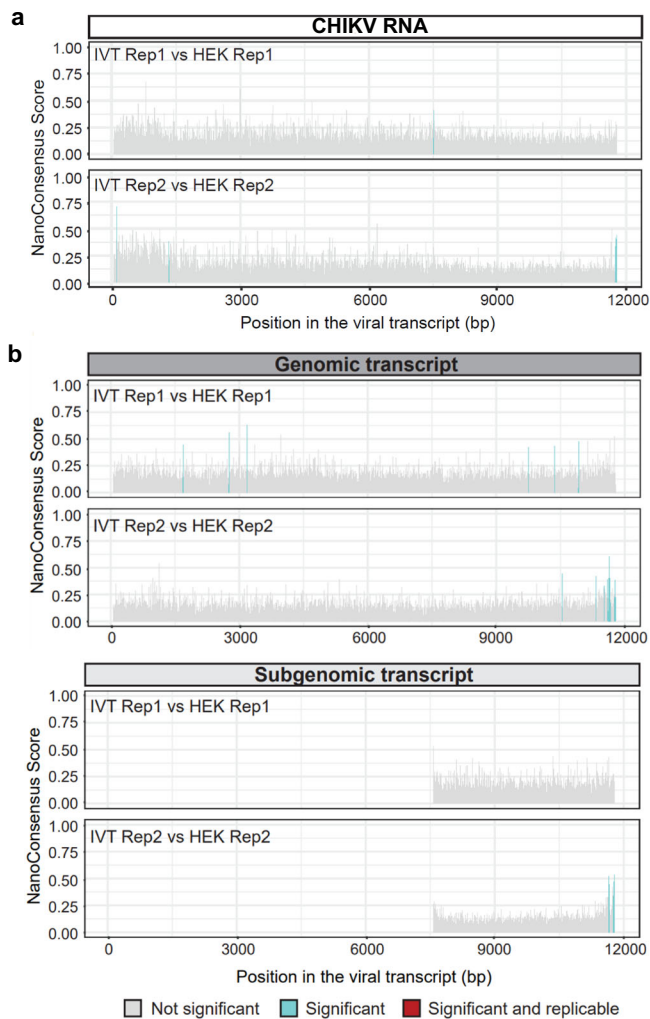 a
CHIKV RNA
NanoConsensus Score
1.00
0.75
0.50
0.25
0.00
IVT Rep1 vs HEK Rep1
1.00
0.75
0.50
0.25
0.00
IVT Rep2 vs HEK Rep2
0 3000 6000 9000 12000
Position in the viral transcript (bp)
b
Genomic transcript
NanoConsensus Score
1.00
0.75
0.50
0.25
0.00
IVT Rep1 vs HEK Rep1
1.00
0.75
0.50
0.25
0.00
IVT Rep2 vs HEK Rep2
0 3000 6000 9000 12000
Subgenomic transcript
NanoConsensus Score
1.00
0.75
0.50
0.25
0.00
IVT Rep1 vs HEK Rep1
1.00
0.75
0.50
0.25
0.00
IVT Rep2 vs HEK Rep2
0 3000 6000 9000 12000
Position in the viral transcript (bp)
Not significant Significant Significant and replicable